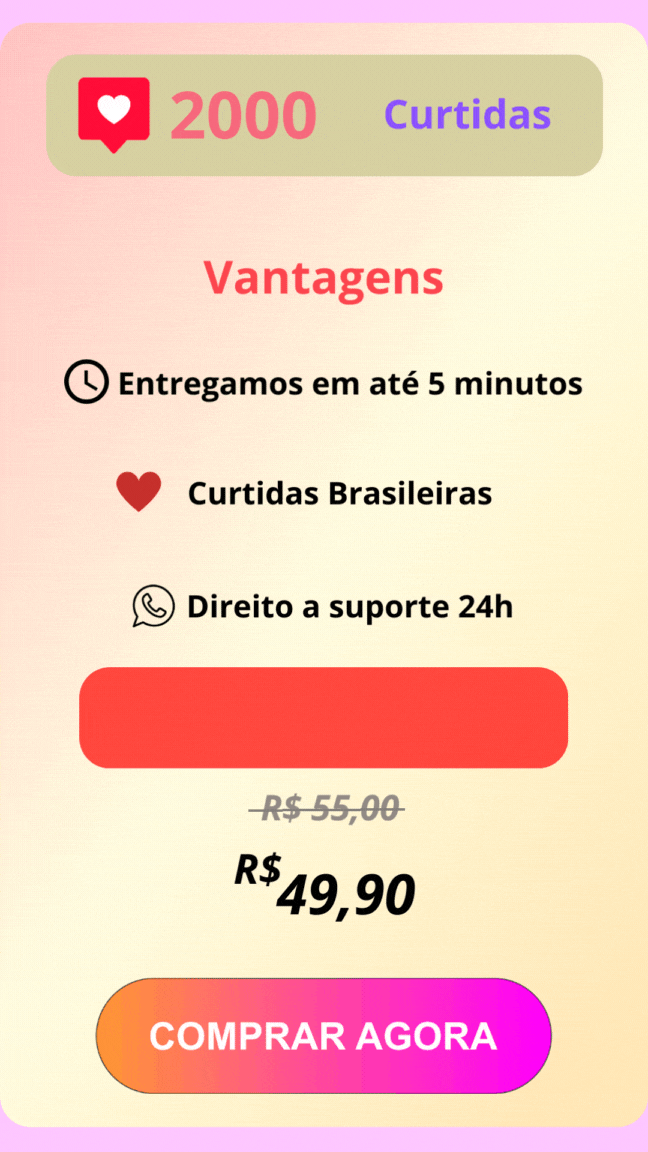 2000 Curtidas
Vantagens
Entregamos em até 5 minutos
Curtidas Brasileiras
Direito a suporte 24h
R$ 55,00
R$49,90
COMPRAR AGORA